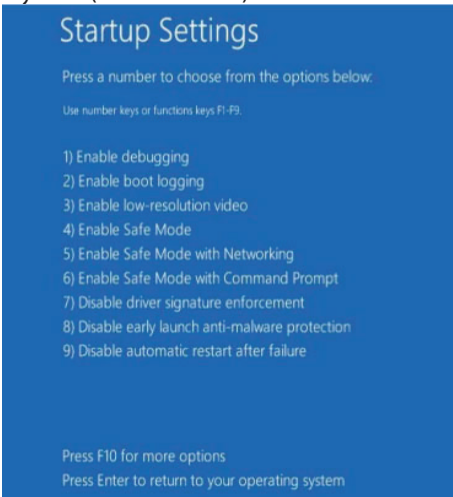 Startup Settings
Press a number to choose from the options below:
Use number keys or functions keys F1-F9.
1) Enable debugging
2) Enable boot logging
3) Enable low-resolution video
4) Enable Safe Mode
5) Enable Safe Mode with Networking
6) Enable Safe Mode with Command Prompt
7) Disable driver signature enforcement
8) Disable early launch anti-malware protection
9) Disable automatic restart after failure
Press F10 for more options
Press Enter to return to your operating system